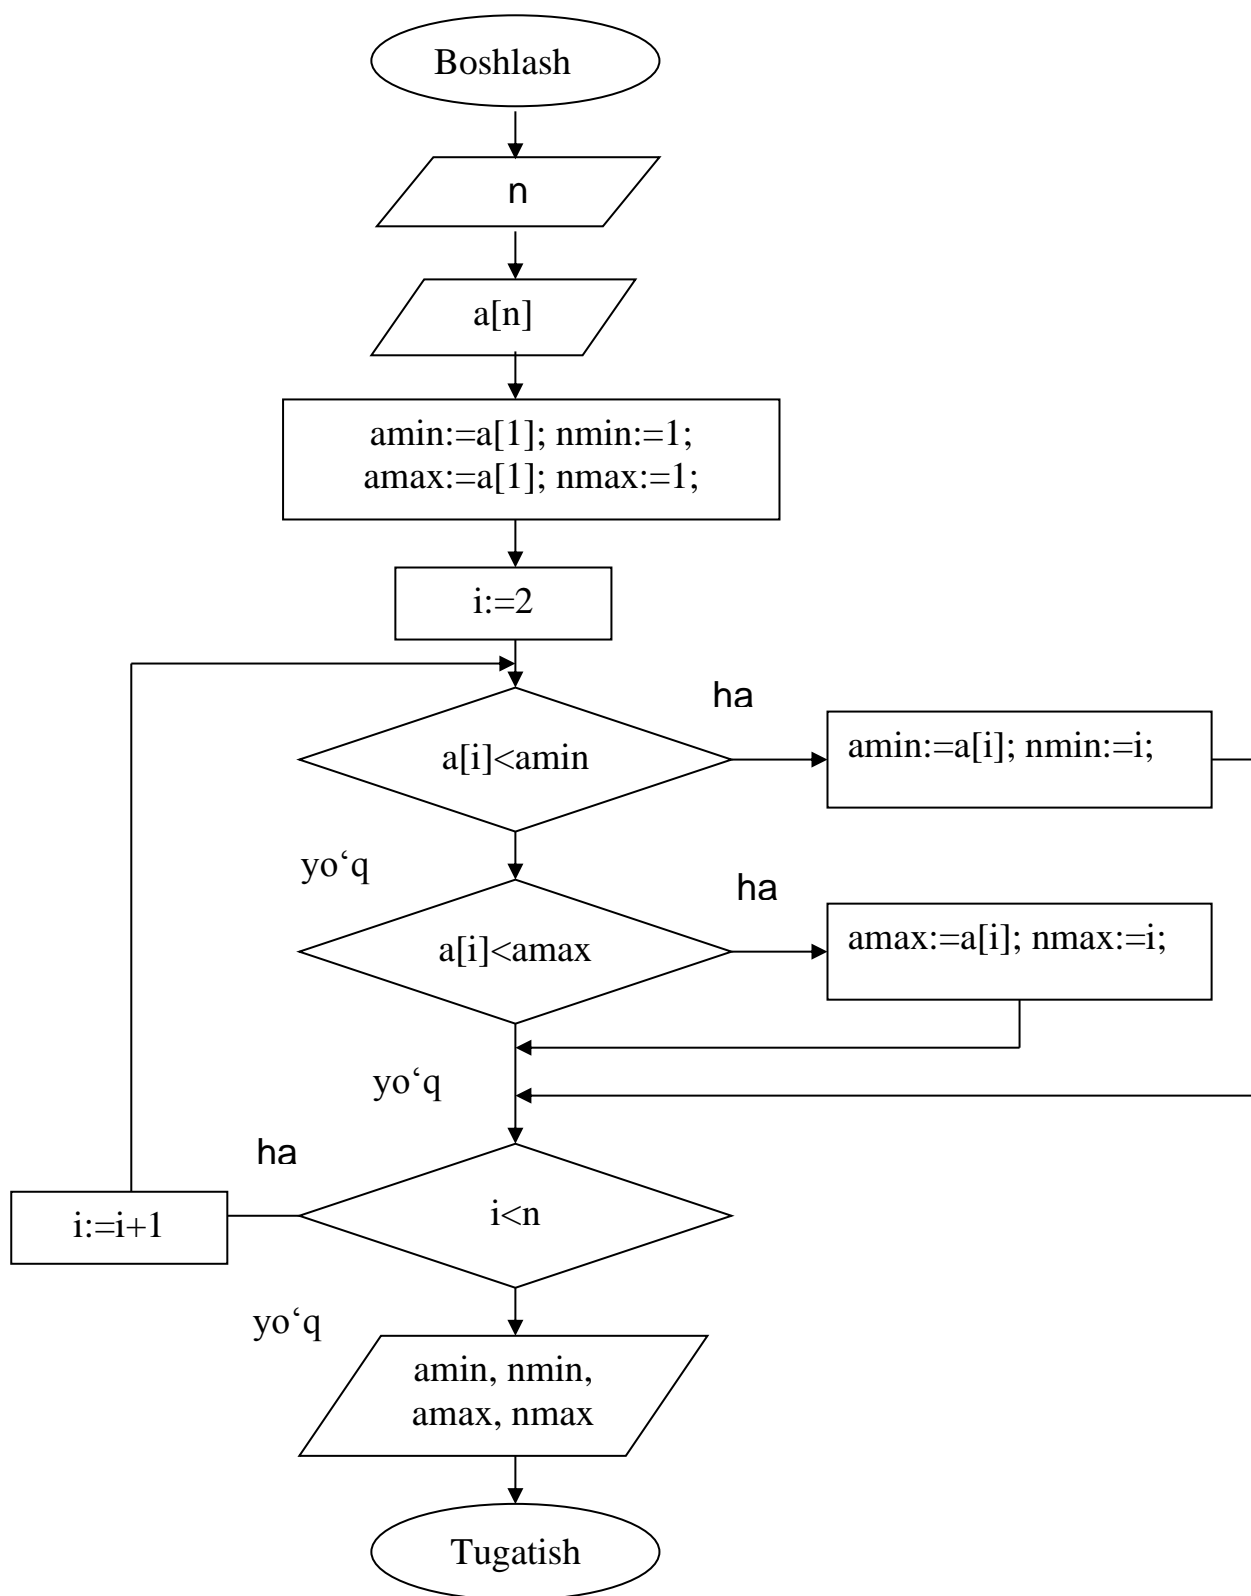 Boshlash
n
a[n]
amin:=a[1]; nmin:=1;
amax:=a[1]; nmax:=1;
i:=2
ha
a[i]<amin
amin:=a[i]; nmin:=i;
yo‘q
ha
a[i]<amax
amax:=a[i]; nmax:=i;
yo‘q
ha
i<n
i:=i+1
yo‘q
amin, nmin,
amax, nmax
Tugatish